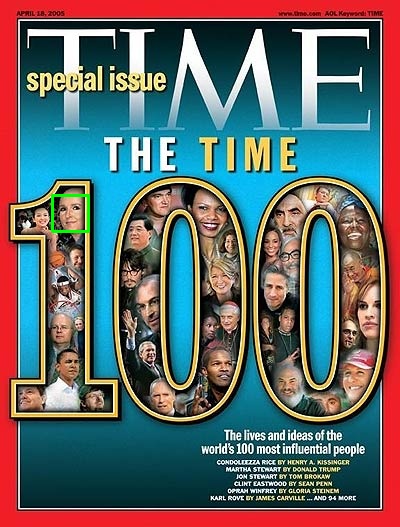 APRIL 18, 2005
www.time.com AOL Keyword: TIME
TIME
special issue
THE TIME
100
The lives and ideas of the
world's 100 most influential people
CONDOLEEZZA RICE BY HENRY A. KISSINGER
MARTHA STEWART BY DONALD TRUMP
JON STEWART BY TOM BROKAW
CLINT EASTWOOD BY SEAN PENN
OPRAH WINFREY BY GLORIA STEINEM
KARL ROVE BY JAMES CARVILLE ... AND 94 MORE